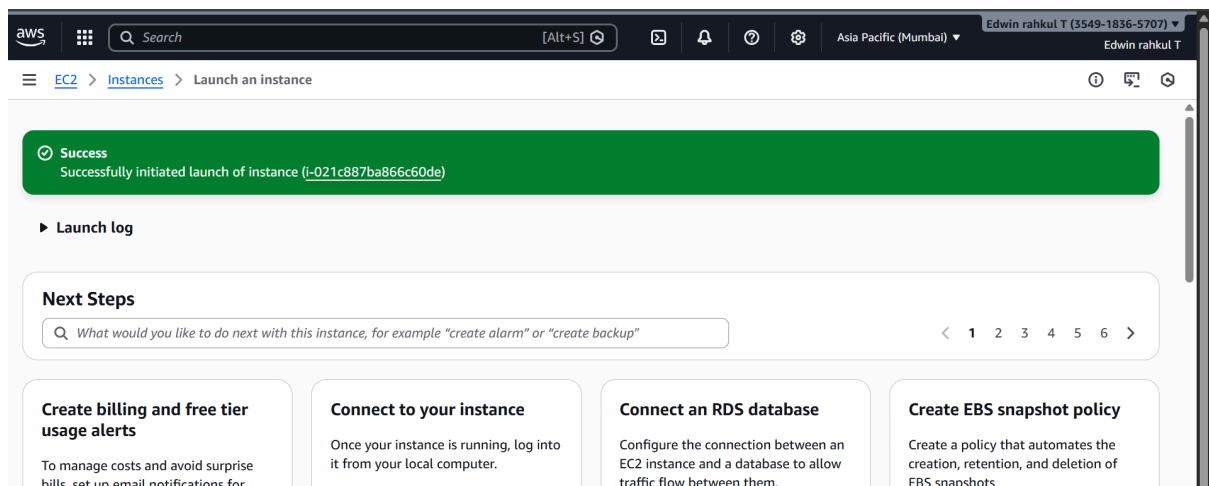 aws
Search [Alt+S] Asia Pacific (Mumbai) Edwin rahkul T (3549-1836-5707)
Edwin rahkul T
EC2 > Instances > Launch an instance
Success
Successfully initiated launch of instance (i-021c887ba866c60de)
Launch log
Next Steps
What would you like to do next with this instance, for example "create alarm" or "create backup"
1 2 3 4 5 6
Create billing and free tier
usage alerts
To manage costs and avoid surprise
bills, set up email notifications for
Connect to your instance
Once your instance is running, log into
it from your local computer.
Connect an RDS database
Configure the connection between an
EC2 instance and a database to allow
traffic flow between them.
Create EBS snapshot policy
Create a policy that automates the
creation, retention, and deletion of
EBS snapshots